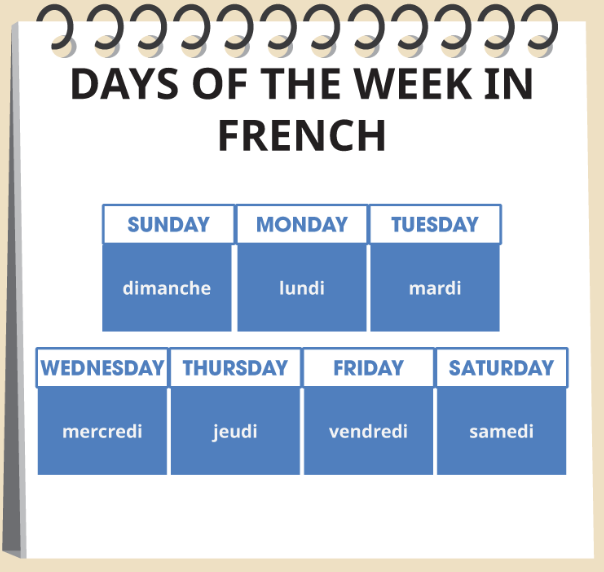 DAYS OF THE WEEK IN
FRENCH
SUNDAY MONDAY TUESDAY
dimanche lundi mardi
WEDNESDAY THURSDAY FRIDAY SATURDAY
mercredi jeudi vendredi samedi